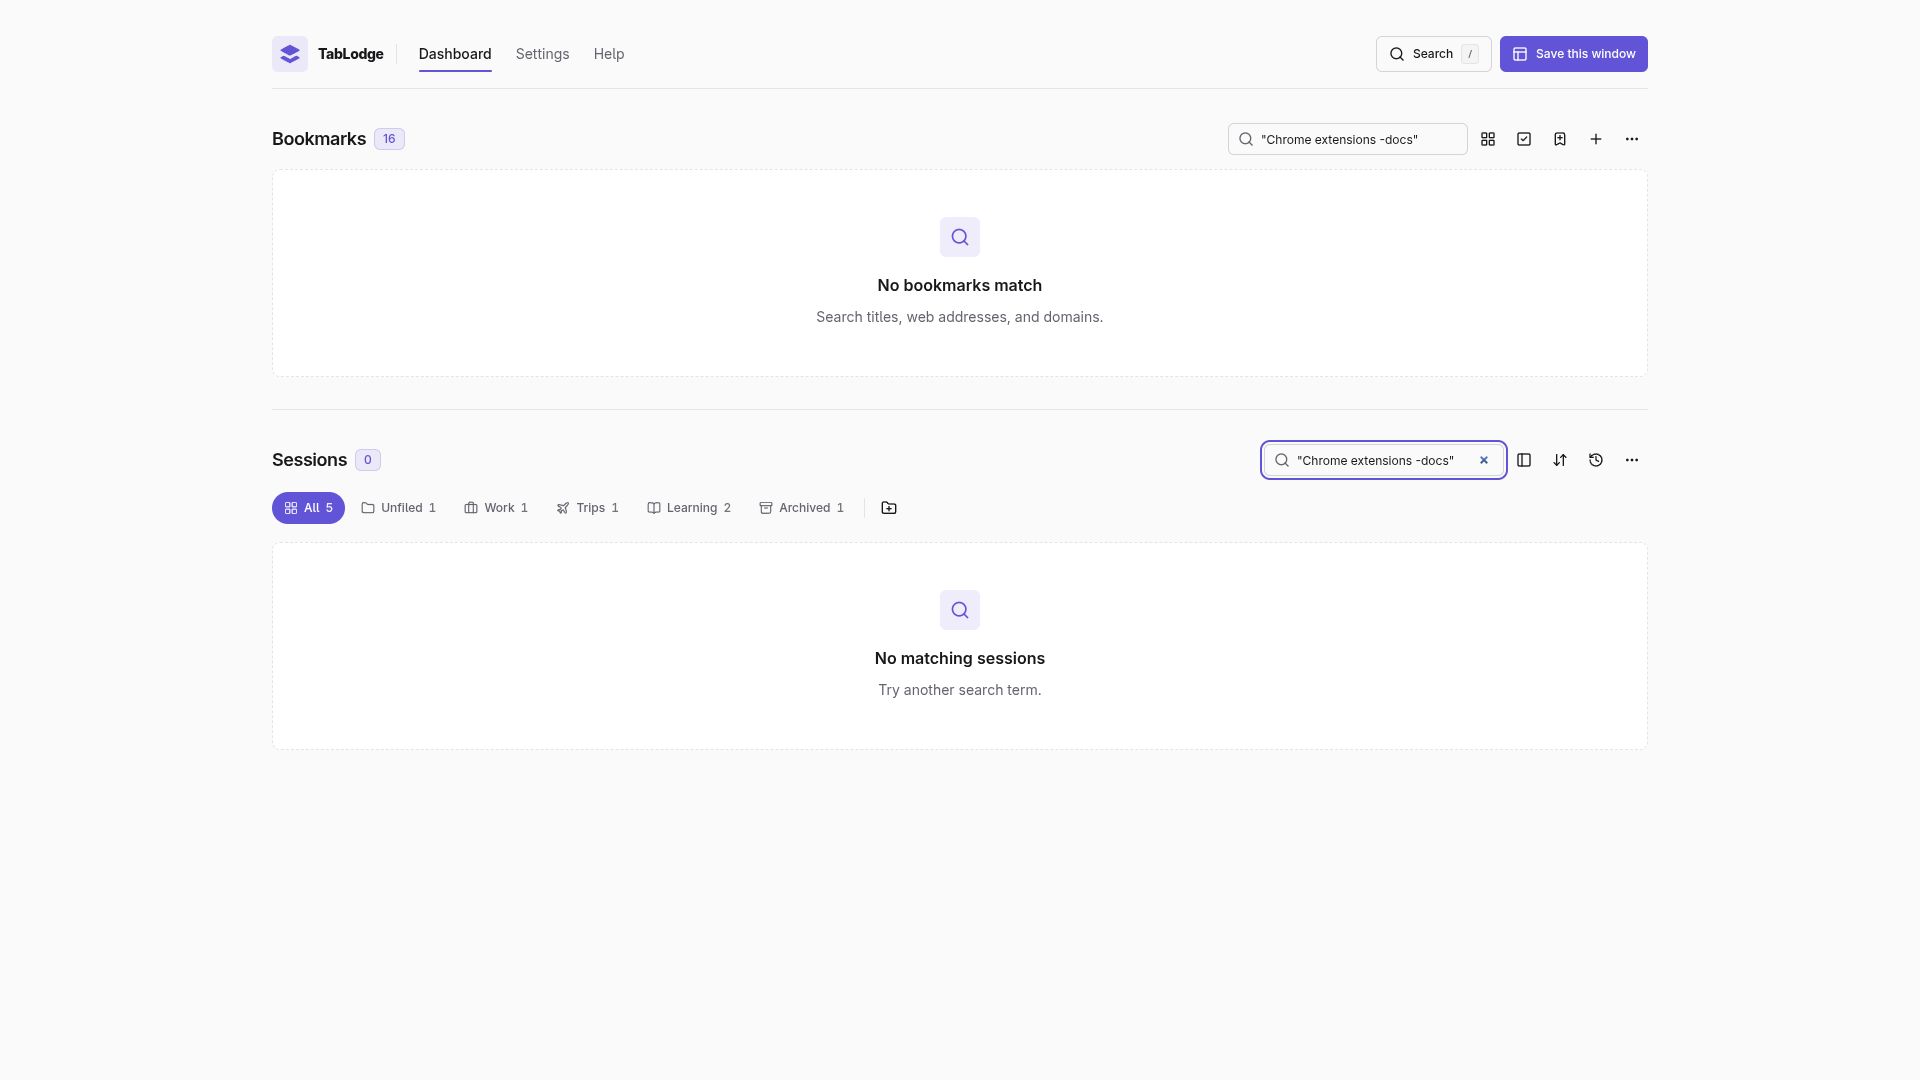 TabLodge
Dashboard Settings Help
Search /
Save this window
Bookmarks 16
"Chrome extensions -docs"
No bookmarks match
Search titles, web addresses, and domains.
Sessions 0
"Chrome extensions -docs"
All 5 Unfiled 1 Work 1 Trips 1 Learning 2 Archived 1
No matching sessions
Try another search term.